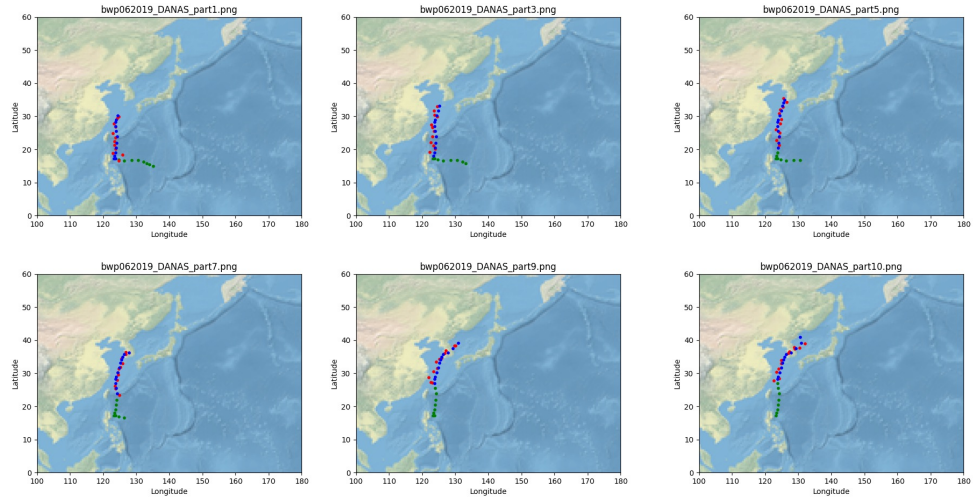 bwp062019_DANAS_part1.png
60
50
40
30
20
10
0
Latitude
100 110 120 130 140 150 160 170 180
Longitude
bwp062019_DANAS_part3.png
60
50
40
30
20
10
0
Latitude
100 110 120 130 140 150 160 170 180
Longitude
bwp062019_DANAS_part5.png
60
50
40
30
20
10
0
Latitude
100 110 120 130 140 150 160 170 180
Longitude
bwp062019_DANAS_part7.png
60
50
40
30
20
10
0
Latitude
100 110 120 130 140 150 160 170 180
Longitude
bwp062019_DANAS_part9.png
60
50
40
30
20
10
0
Latitude
100 110 120 130 140 150 160 170 180
Longitude
bwp062019_DANAS_part10.png
60
50
40
30
20
10
0
Latitude
100 110 120 130 140 150 160 170 180
Longitude